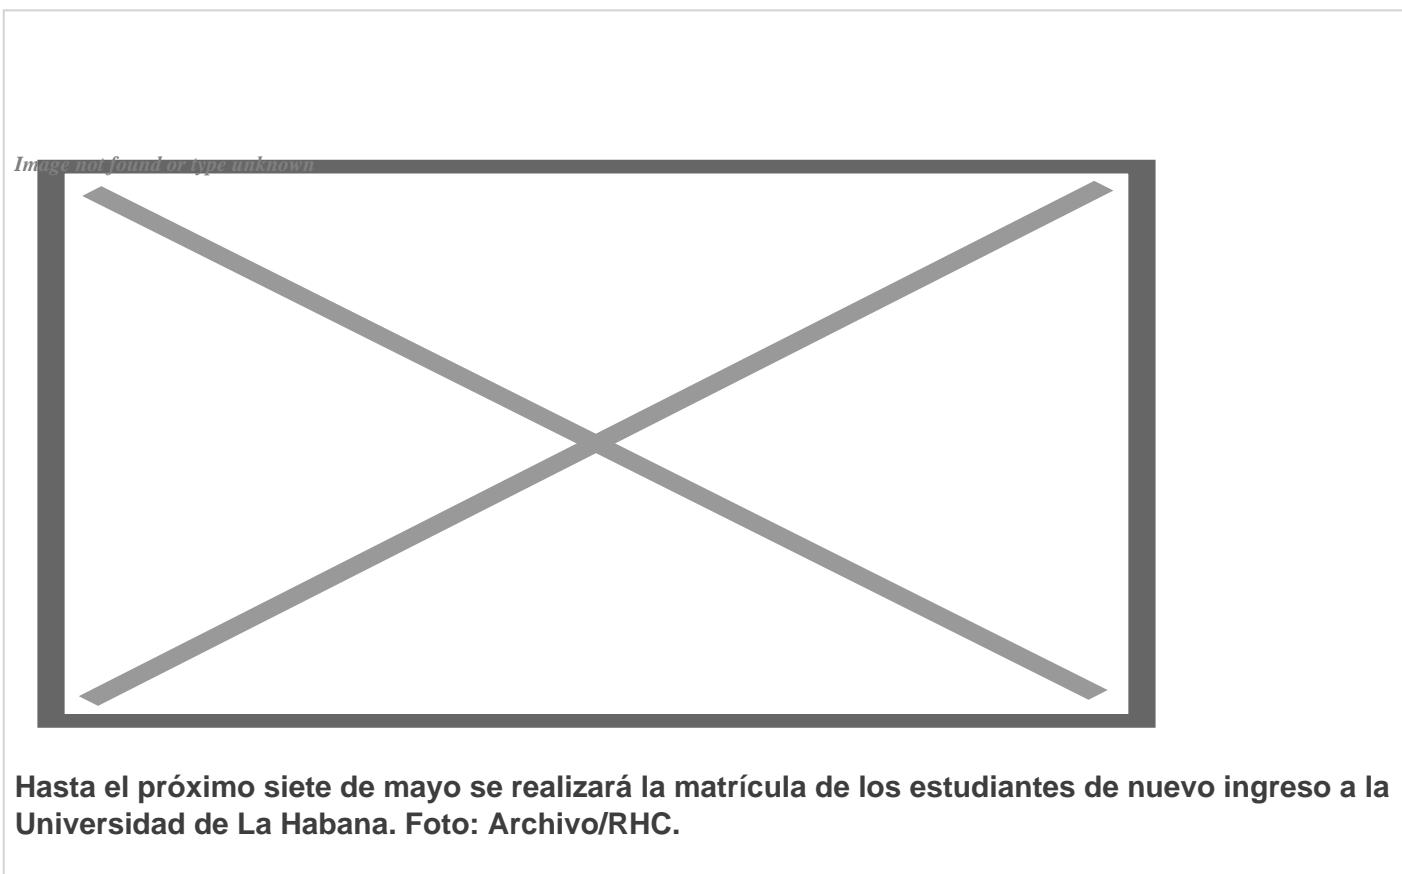 Image not found or type unknown
Hasta el próximo siete de mayo se realizará la matrícula de los estudiantes de nuevo ingreso a la
Universidad de La Habana. Foto: Archivo/RHC.